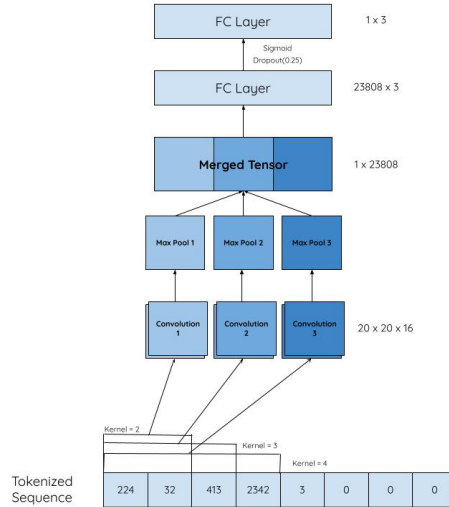 FC Layer
1 x 3
Sigmoid
Dropout(0.25)
FC Layer
23808 x 3
Merged Tensor
1 x 23808
Max Pool 1
Max Pool 2
Max Pool 3
Convolution
1
Convolution
2
Convolution
3
20 x 20 x 16
Kernel = 2
Kernel = 3
Kernel = 4
Tokenized
Sequence
224 32 413 2342 3 0 0 0